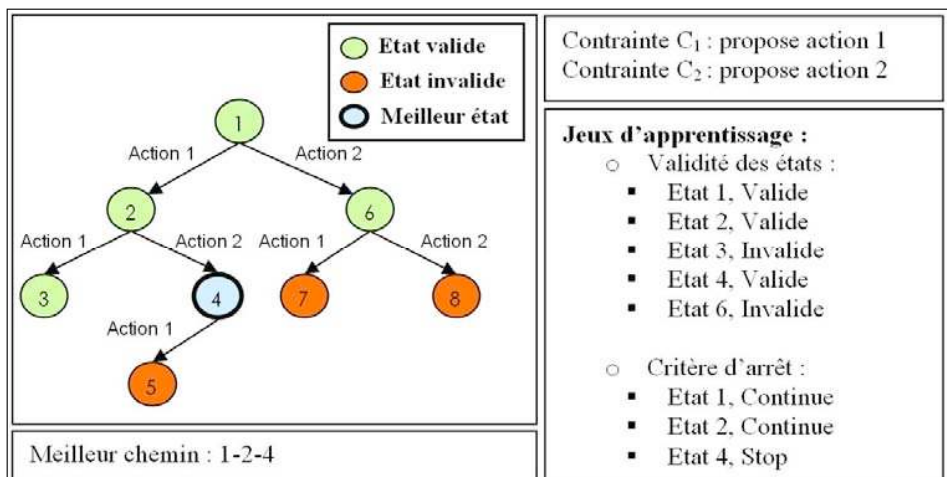 Etat valide
Etat invalide
Meilleur état
1
Action 1
Action 2
2
6
Action 1
Action 2
Action 1
Action 2
3
4
7
8
Action 1
5
Meilleur chemin : 1-2-4
Contrainte C₁ : propose action 1
Contrainte C₂ : propose action 2
Jeux d'apprentissage :
o Validité des états :
▪ Etat 1, Valide
▪ Etat 2, Valide
▪ Etat 3, Invalide
▪ Etat 4, Valide
▪ Etat 6, Invalide
o Critère d'arrêt :
▪ Etat 1, Continue
▪ Etat 2, Continue
▪ Etat 4, Stop